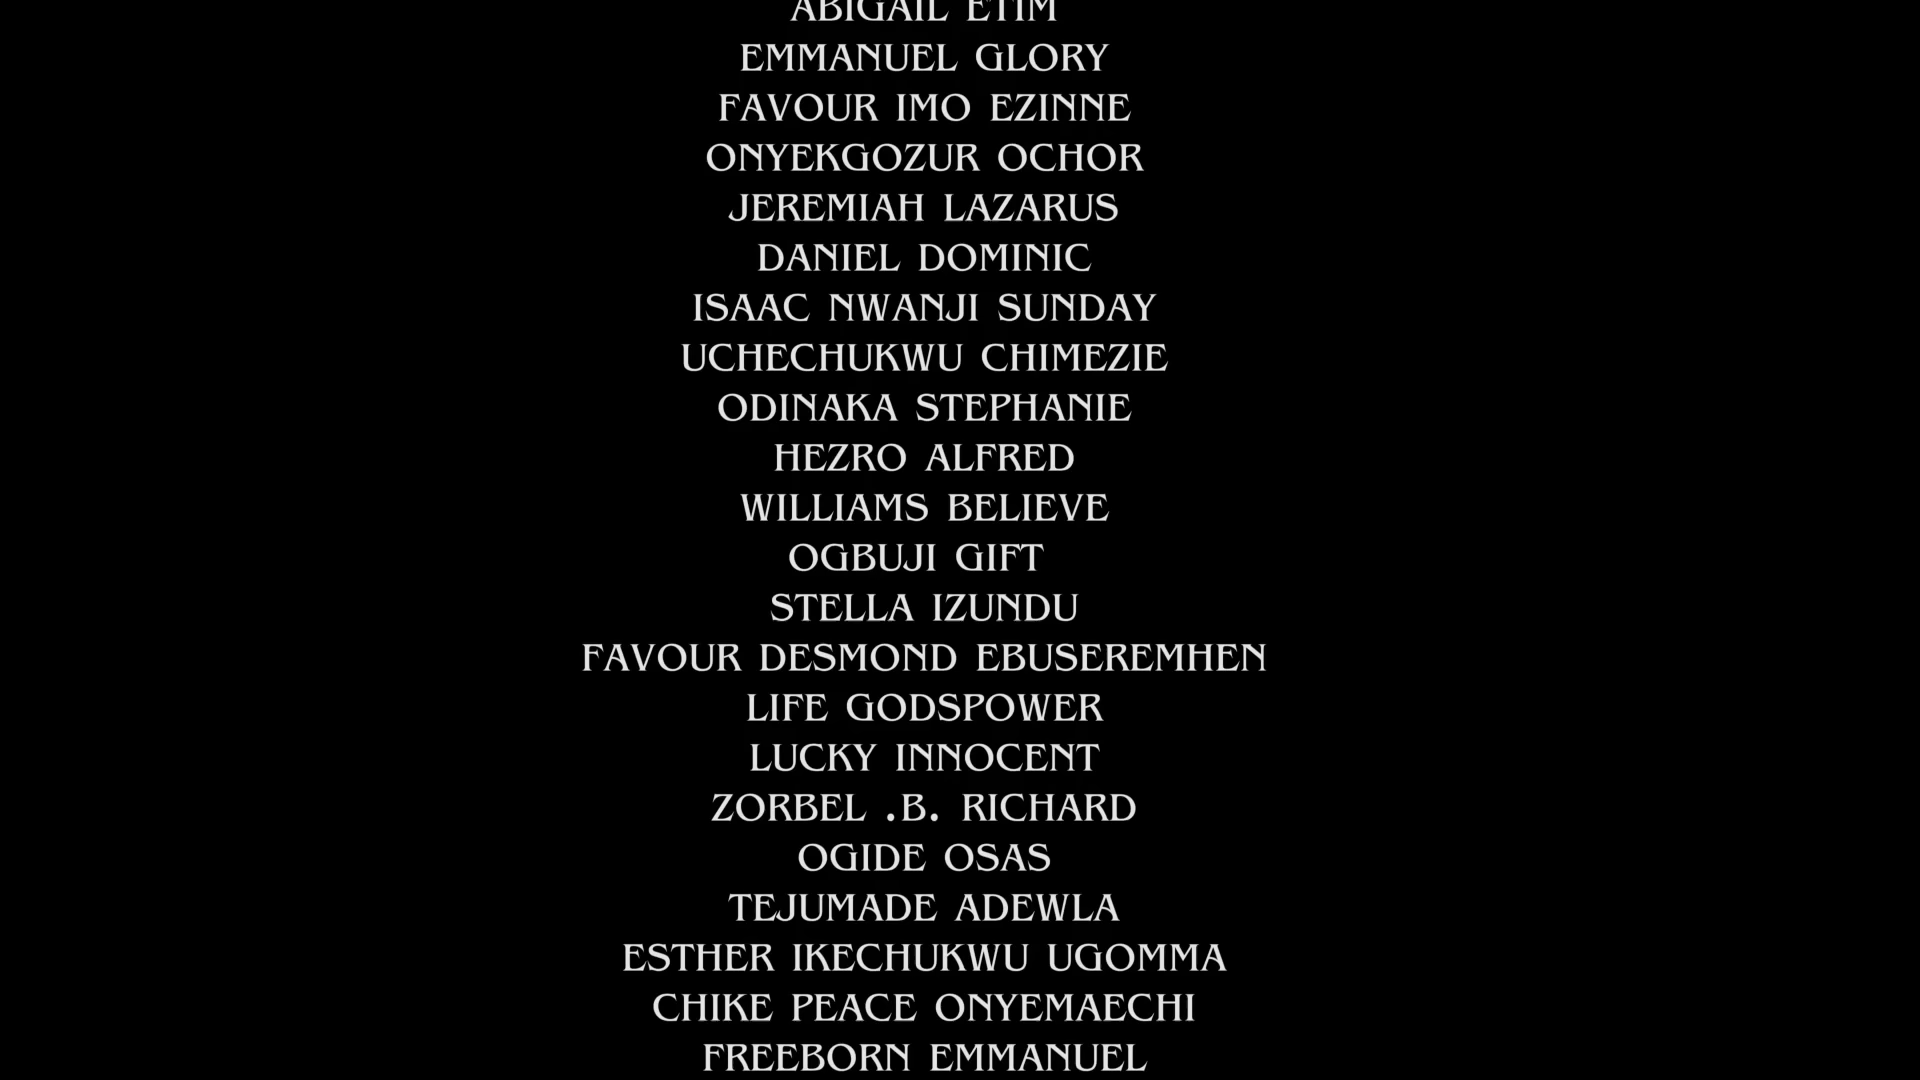 ABIGAIL ETIM
EMMANUEL GLORY
FAVOUR IMO EZINNE
ONYEKGOZUR OCHOR
JEREMIAH LAZARUS
DANIEL DOMINIC
ISAAC NWANJI SUNDAY
UCHECHUKWU CHIMEZIE
ODINAKA STEPHANIE
HEZRO ALFRED
WILLIAMS BELIEVE
OGBUJI GIFT
STELLA IZUNDU
FAVOUR DESMOND EBUSEREMHEN
LIFE GODSPOWER
LUCKY INNOCENT
ZORBEL .B. RICHARD
OGIDE OSAS
TEJUMADE ADEWLA
ESTHER IKECHUKWU UGOMMA
CHIKE PEACE ONYEMAECHI
FREEBORN EMMANUEL